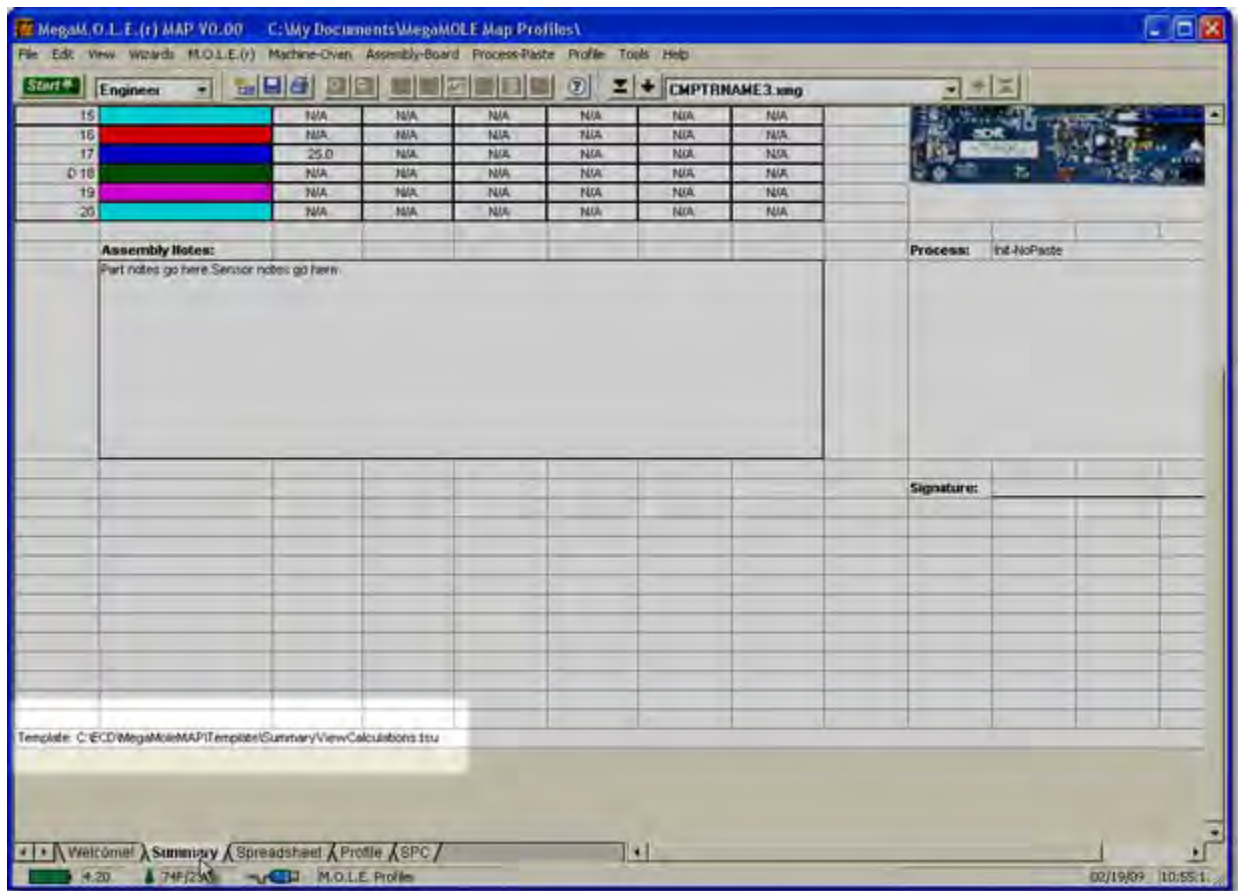 MegaM.O.L.E.(r) MAP V0.00 C:\My Documents\MegaMOLE Map Profiles\
File Edit View Wizards M.O.L.E.(r) Machine-Oven Assembly-Board Process-Paste Profile Tools Help
Start Engineer CMPTRNAME3.xmg
15 N/A N/A N/A N/A N/A N/A
16 N/A N/A N/A N/A N/A N/A
17 25.0 N/A N/A N/A N/A N/A
D 18 N/A N/A N/A N/A N/A N/A
19 N/A N/A N/A N/A N/A N/A
20 N/A N/A N/A N/A N/A N/A
Assembly Notes: Process: Init-NoPaste
Part notes go here.Sensor notes go here.
Signature:
Template: C:\ECD\MegaMoleMAP\Template\SummaryViewCalculations.tsu
Welcome! Summary Spreadsheet Profile SPC
4.20 M.O.L.E. Profiles 02/19/09